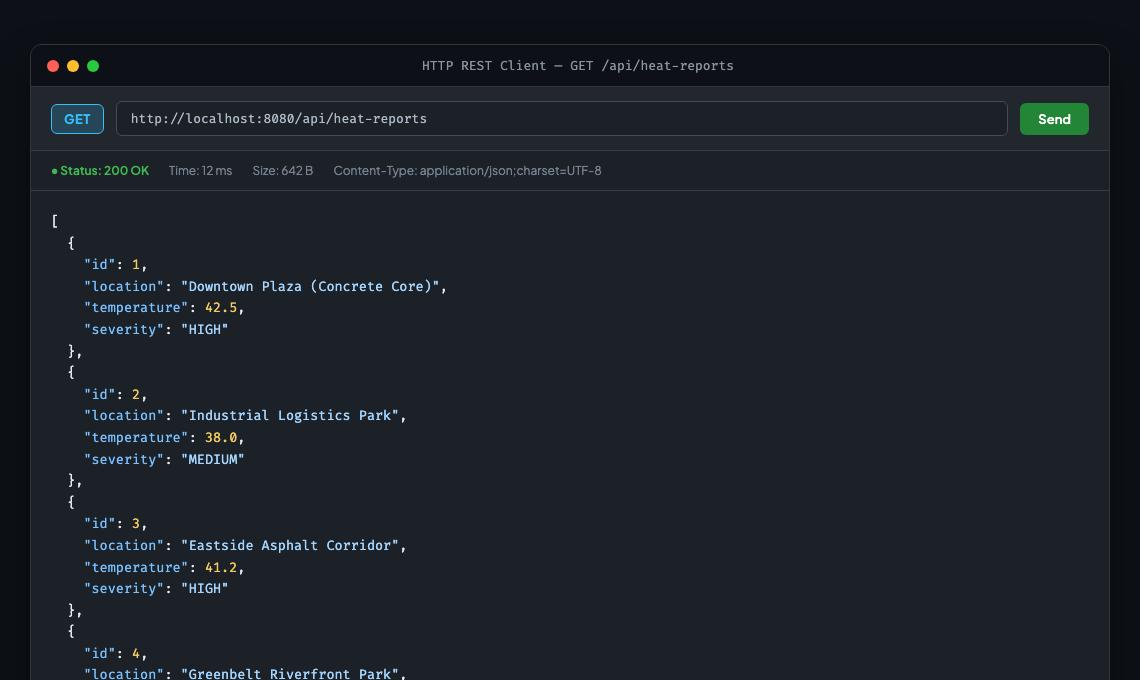 HTTP REST Client — GET /api/heat-reports
GET
http://localhost:8080/api/heat-reports
Send
● Status: 200 OK
Time: 12 ms
Size: 642 B
Content-Type: application/json;charset=UTF-8
[
  {
    "id": 1,
    "location": "Downtown Plaza (Concrete Core)",
    "temperature": 42.5,
    "severity": "HIGH"
  },
  {
    "id": 2,
    "location": "Industrial Logistics Park",
    "temperature": 38.0,
    "severity": "MEDIUM"
  },
  {
    "id": 3,
    "location": "Eastside Asphalt Corridor",
    "temperature": 41.2,
    "severity": "HIGH"
  },
  {
    "id": 4,
    "location": "Greenbelt Riverfront Park",